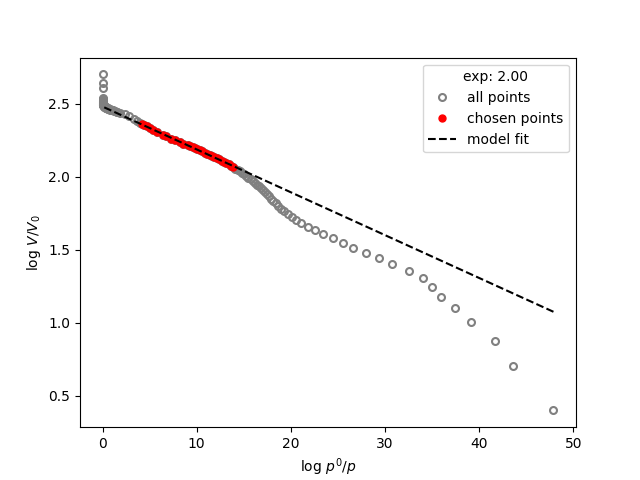 exp: 2.00
all points
chosen points
model fit
log V/V₀
2.5
2.0
1.5
1.0
0.5
0 10 20 30 40 50
log p⁰/p